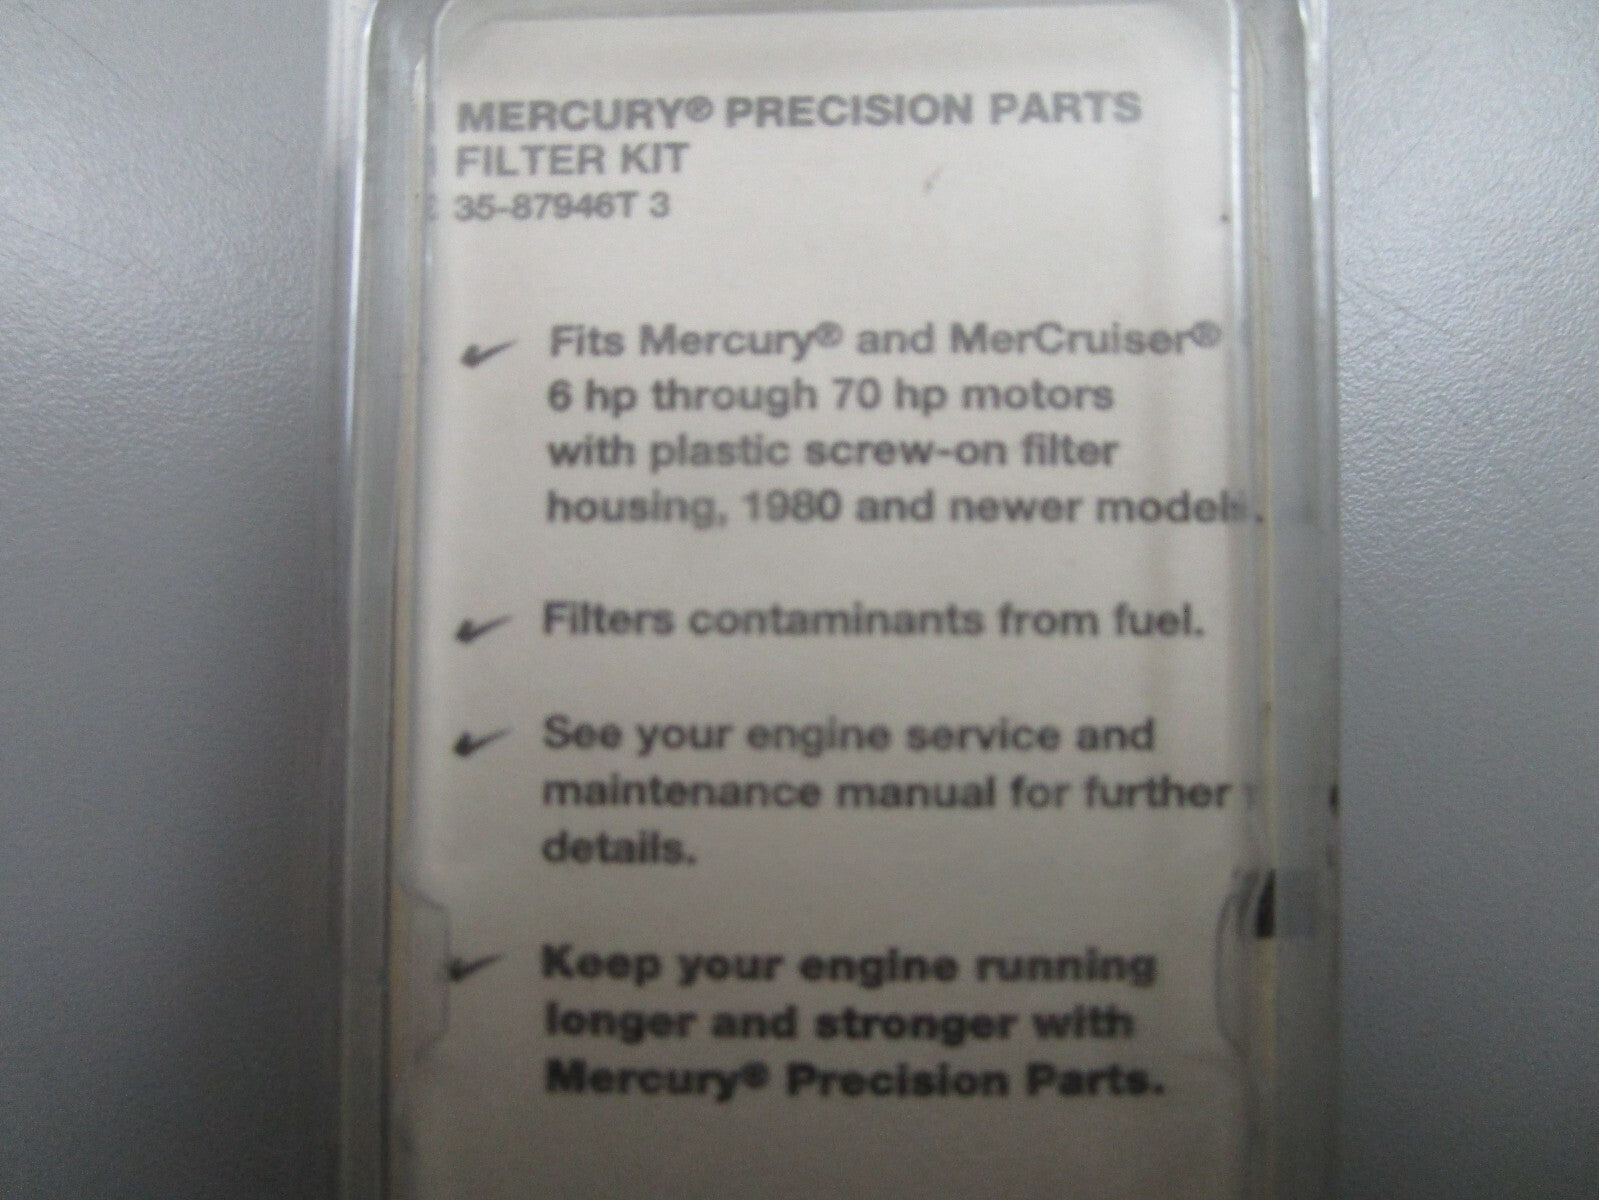 MERCURY® PRECISION PARTS
FILTER KIT
35-87946T 3
Fits Mercury® and MerCruiser®
6 hp through 70 hp motors
with plastic screw-on filter
housing, 1980 and newer models.
Filters contaminants from fuel.
See your engine service and
maintenance manual for further
details.
Keep your engine running
longer and stronger with
Mercury® Precision Parts.